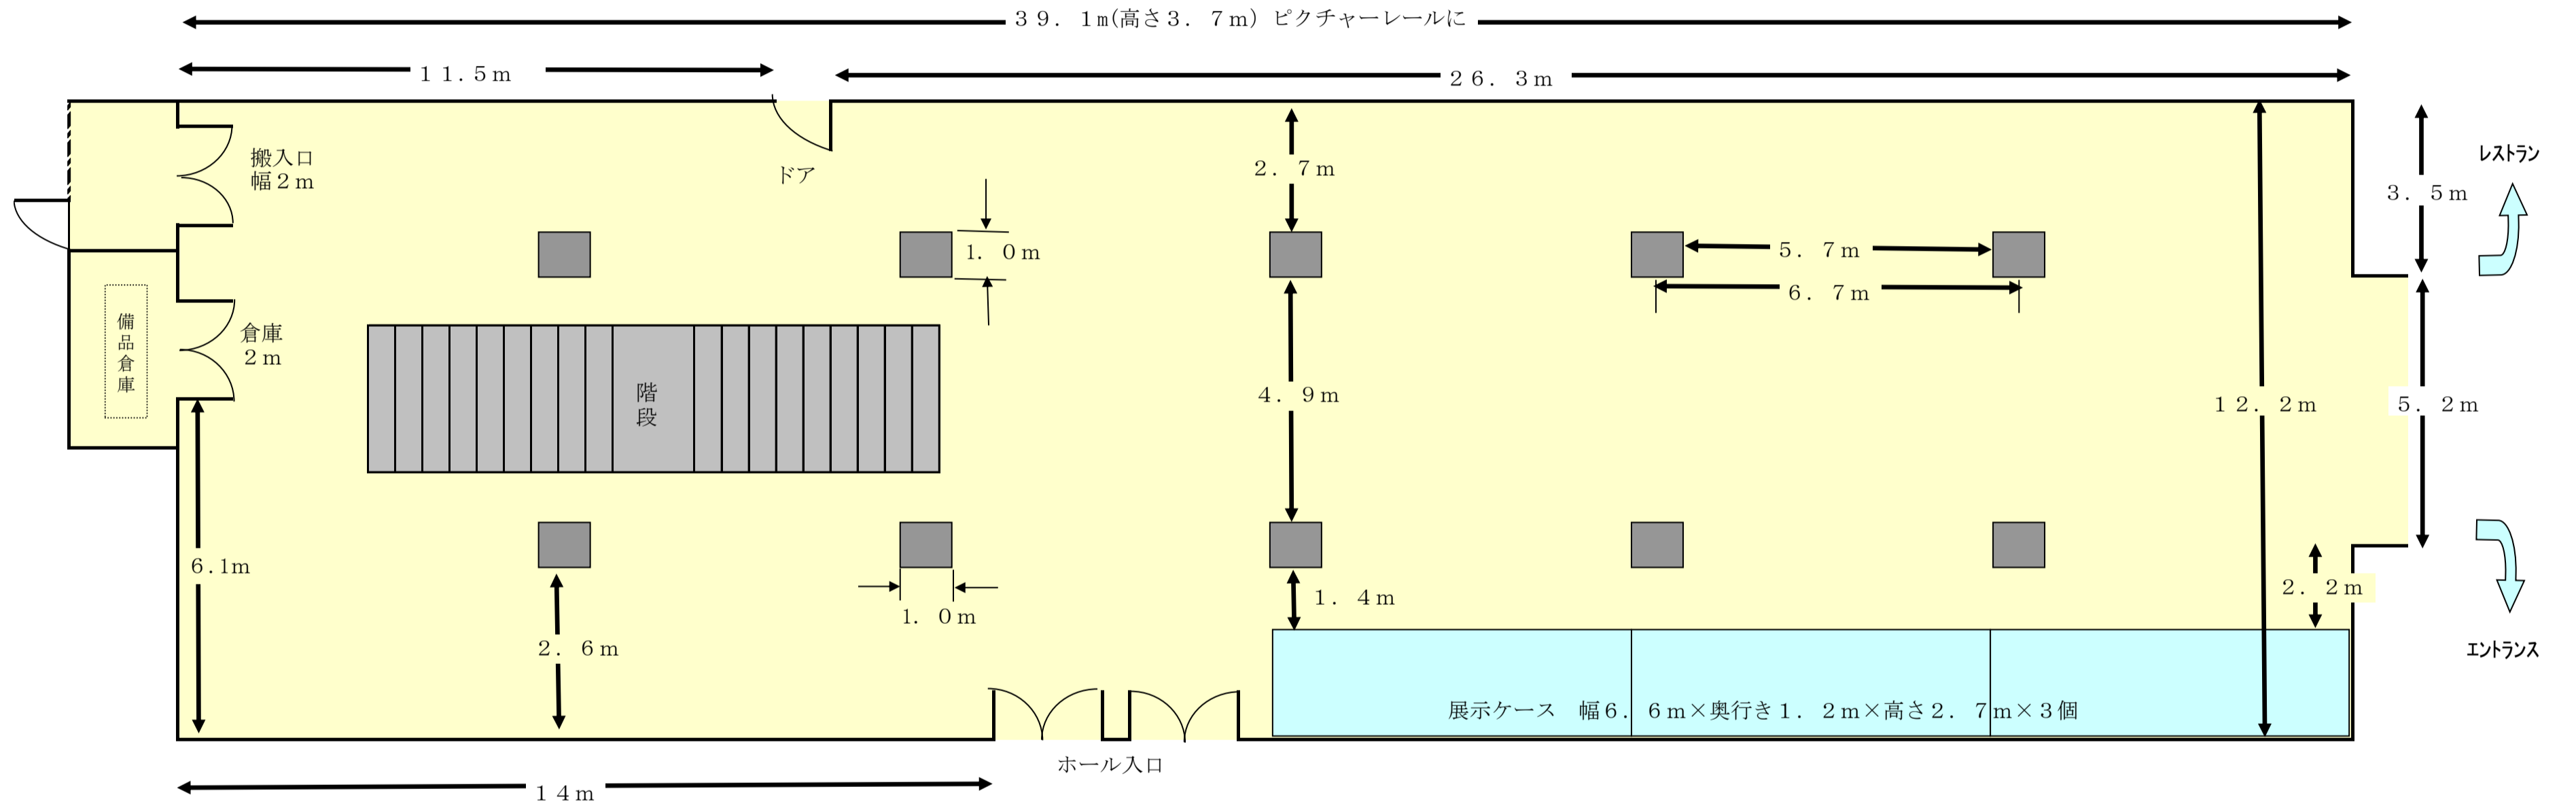 ３９．１ｍ(高さ３．７ｍ）ピクチャーレールに
１１.５ｍ
２６．３ｍ
搬入口
幅２ｍ
ドア
２．７ｍ
レストラン
３．５ｍ
１．０ｍ
５．７ｍ
６．７ｍ
備品倉庫
倉庫
２ｍ
階段
４．９ｍ
１２．２ｍ
５．２ｍ
６.１m
２．６ｍ
１．０ｍ
１．４ｍ
２．２ｍ
エントランス
展示ケース　幅６．６ｍ×奥行き１．２ｍ×高さ２．７ｍ×３個
ホール入口
１４ｍ